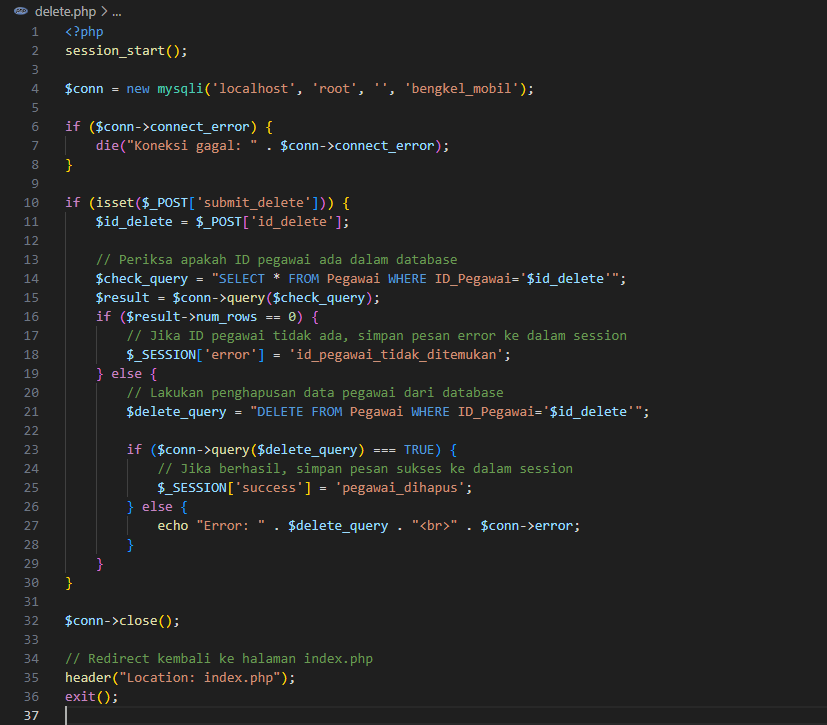 delete.php > ...
1 <?php
2 session_start();
3
4 $conn = new mysqli('localhost', 'root', '', 'bengkel_mobil');
5
6 if ($conn->connect_error) {
7     die("Koneksi gagal: " . $conn->connect_error);
8 }
9
10 if (isset($_POST['submit_delete'])) {
11     $id_delete = $_POST['id_delete'];
12
13     // Periksa apakah ID pegawai ada dalam database
14     $check_query = "SELECT * FROM Pegawai WHERE ID_Pegawai='$id_delete'";
15     $result = $conn->query($check_query);
16     if ($result->num_rows == 0) {
17         // Jika ID pegawai tidak ada, simpan pesan error ke dalam session
18         $_SESSION['error'] = 'id_pegawai_tidak_ditemukan';
19     } else {
20         // Lakukan penghapusan data pegawai dari database
21         $delete_query = "DELETE FROM Pegawai WHERE ID_Pegawai='$id_delete'";
22
23         if ($conn->query($delete_query) === TRUE) {
24             // Jika berhasil, simpan pesan sukses ke dalam session
25             $_SESSION['success'] = 'pegawai_dihapus';
26         } else {
27             echo "Error: " . $delete_query . "<br>" . $conn->error;
28         }
29     }
30 }
31
32 $conn->close();
33
34 // Redirect kembali ke halaman index.php
35 header("Location: index.php");
36 exit();
37